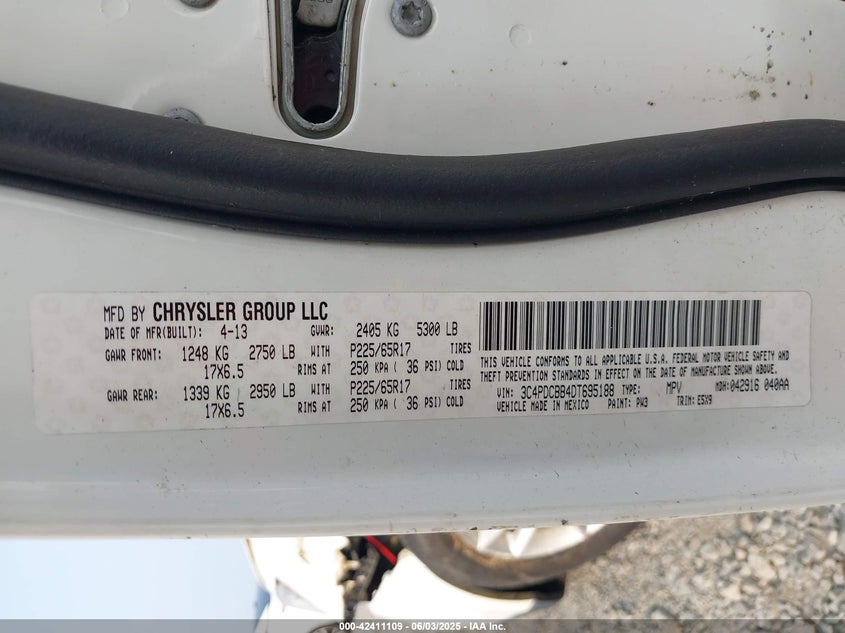 MFD BY CHRYSLER GROUP LLC
DATE OF MFR(BUILT): 4-13 GVWR: 2405 KG 5300 LB
GAWR FRONT: 1248 KG 2750 LB WITH P225/65R17 TIRES
17X6.5 RIMS AT 250 KPA ( 36 PSI) COLD
GAWR REAR: 1339 KG 2950 LB WITH P225/65R17 TIRES
17X6.5 RIMS AT 250 KPA ( 36 PSI) COLD
THIS VEHICLE CONFORMS TO ALL APPLICABLE U.S.A. FEDERAL MOTOR VEHICLE SAFETY AND
THEFT PREVENTION STANDARDS IN EFFECT ON THE DATE OF MANUFACTURE SHOWN ABOVE.
VIN: 3C4PDCBB4DT695188 TYPE: MPV MDH: 042916 040AA
VEHICLE MADE IN MEXICO PAINT: PW3 TRIM: E5X9
000-42411109 - 06/03/2025 - IAA Inc.